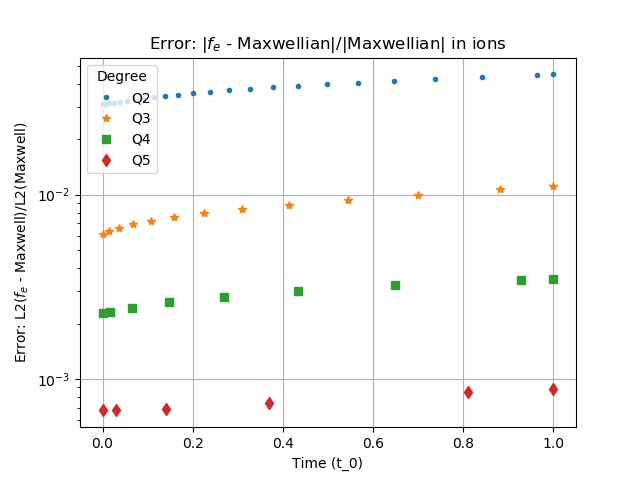 Error: |f_e - Maxwellian|/|Maxwellian| in ions
Degree
Q2
Q3
Q4
Q5
Error: L2(f_e - Maxwell)/L2(Maxwell)
10^−2
10^−3
0.0 0.2 0.4 0.6 0.8 1.0
Time (t_0)